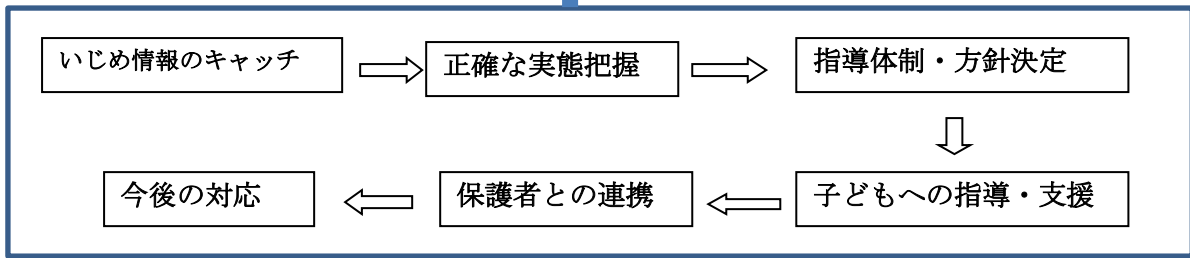 いじめ情報のキャッチ
正確な実態把握
指導体制・方針決定
子どもへの指導・支援
保護者との連携
今後の対応